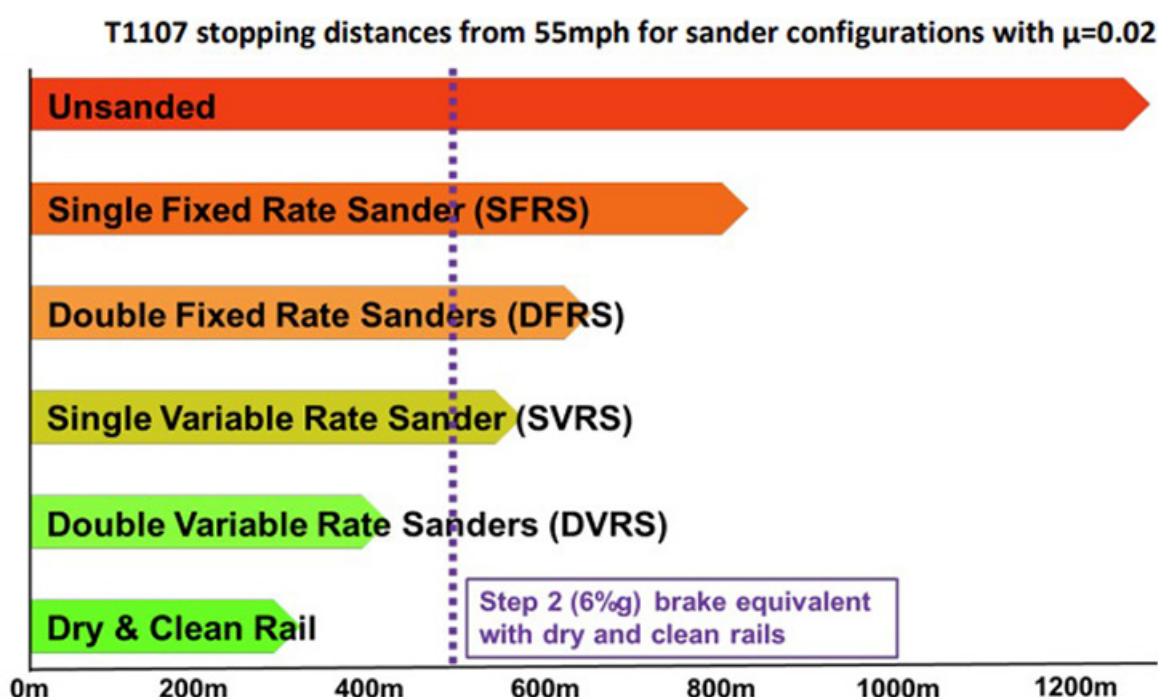 T1107 stopping distances from 55mph for sander configurations with µ=0.02
Unsanded
Single Fixed Rate Sander (SFRS)
Double Fixed Rate Sanders (DFRS)
Single Variable Rate Sander (SVRS)
Double Variable Rate Sanders (DVRS)
Step 2 (6%g) brake equivalent
with dry and clean rails
Dry & Clean Rail
0m 200m 400m 600m 800m 1000m 1200m